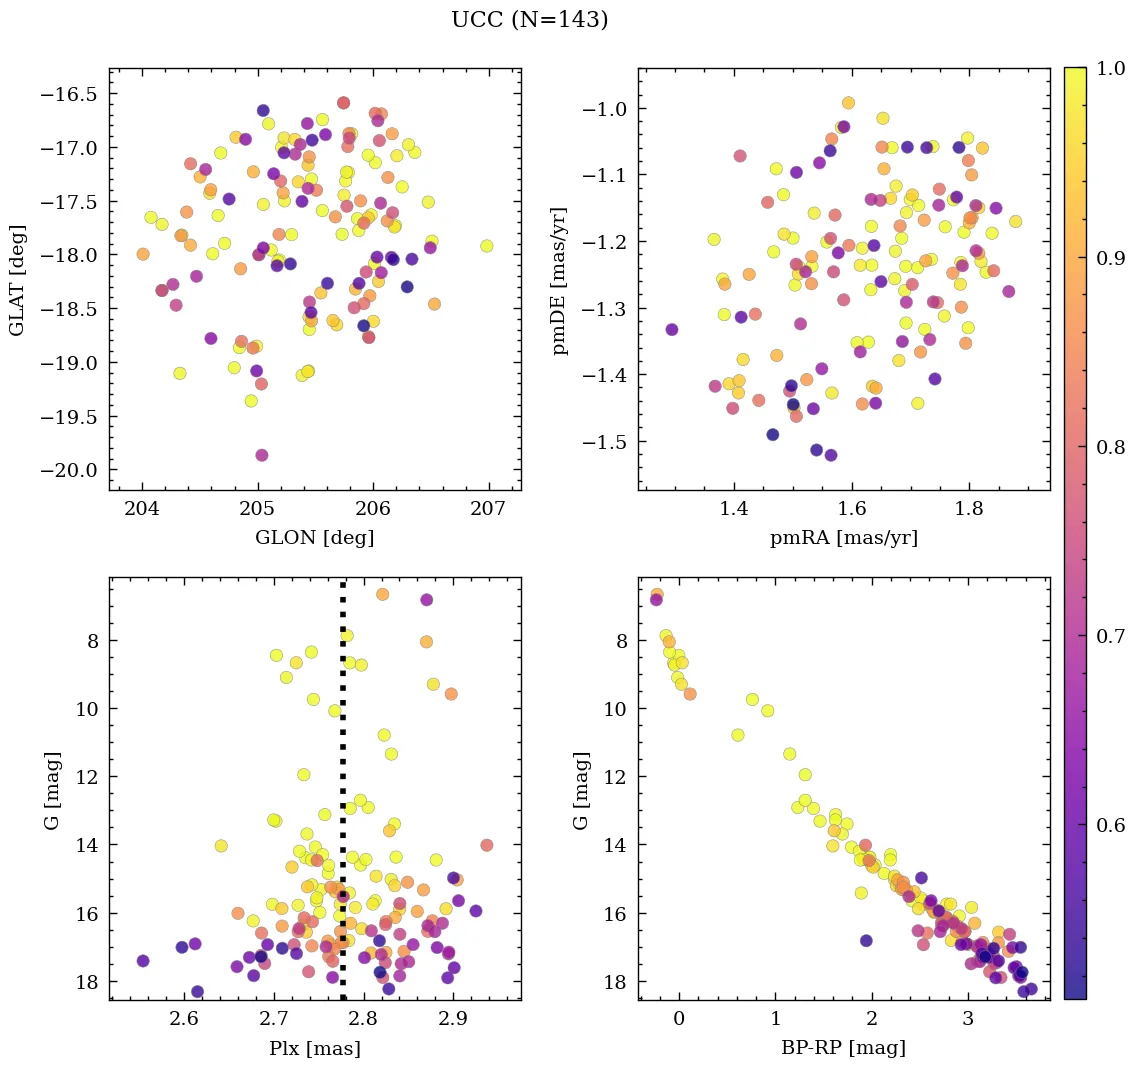 UCC (N=143)
−16.5
−17.0
−17.5
−18.0
−18.5
−19.0
−19.5
−20.0
GLAT [deg]
204 205 206 207
GLON [deg]
−1.0
−1.1
−1.2
−1.3
−1.4
−1.5
pmDE [mas/yr]
1.4 1.6 1.8
pmRA [mas/yr]
8
10
12
14
16
18
G [mag]
2.6 2.7 2.8 2.9
Plx [mas]
8
10
12
14
16
18
G [mag]
0 1 2 3
BP-RP [mag]
1.0
0.9
0.8
0.7
0.6